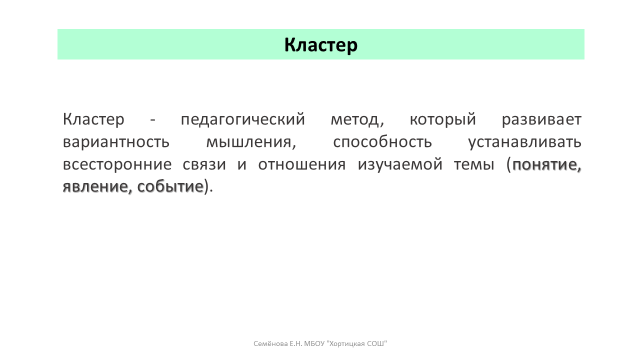 Кластер
Кластер - педагогический метод, который развивает
вариантность мышления, способность устанавливать
всесторонние связи и отношения изучаемой темы (понятие,
явление, событие).
Семёнова Е.Н. МБОУ "Хортицкая СОШ"